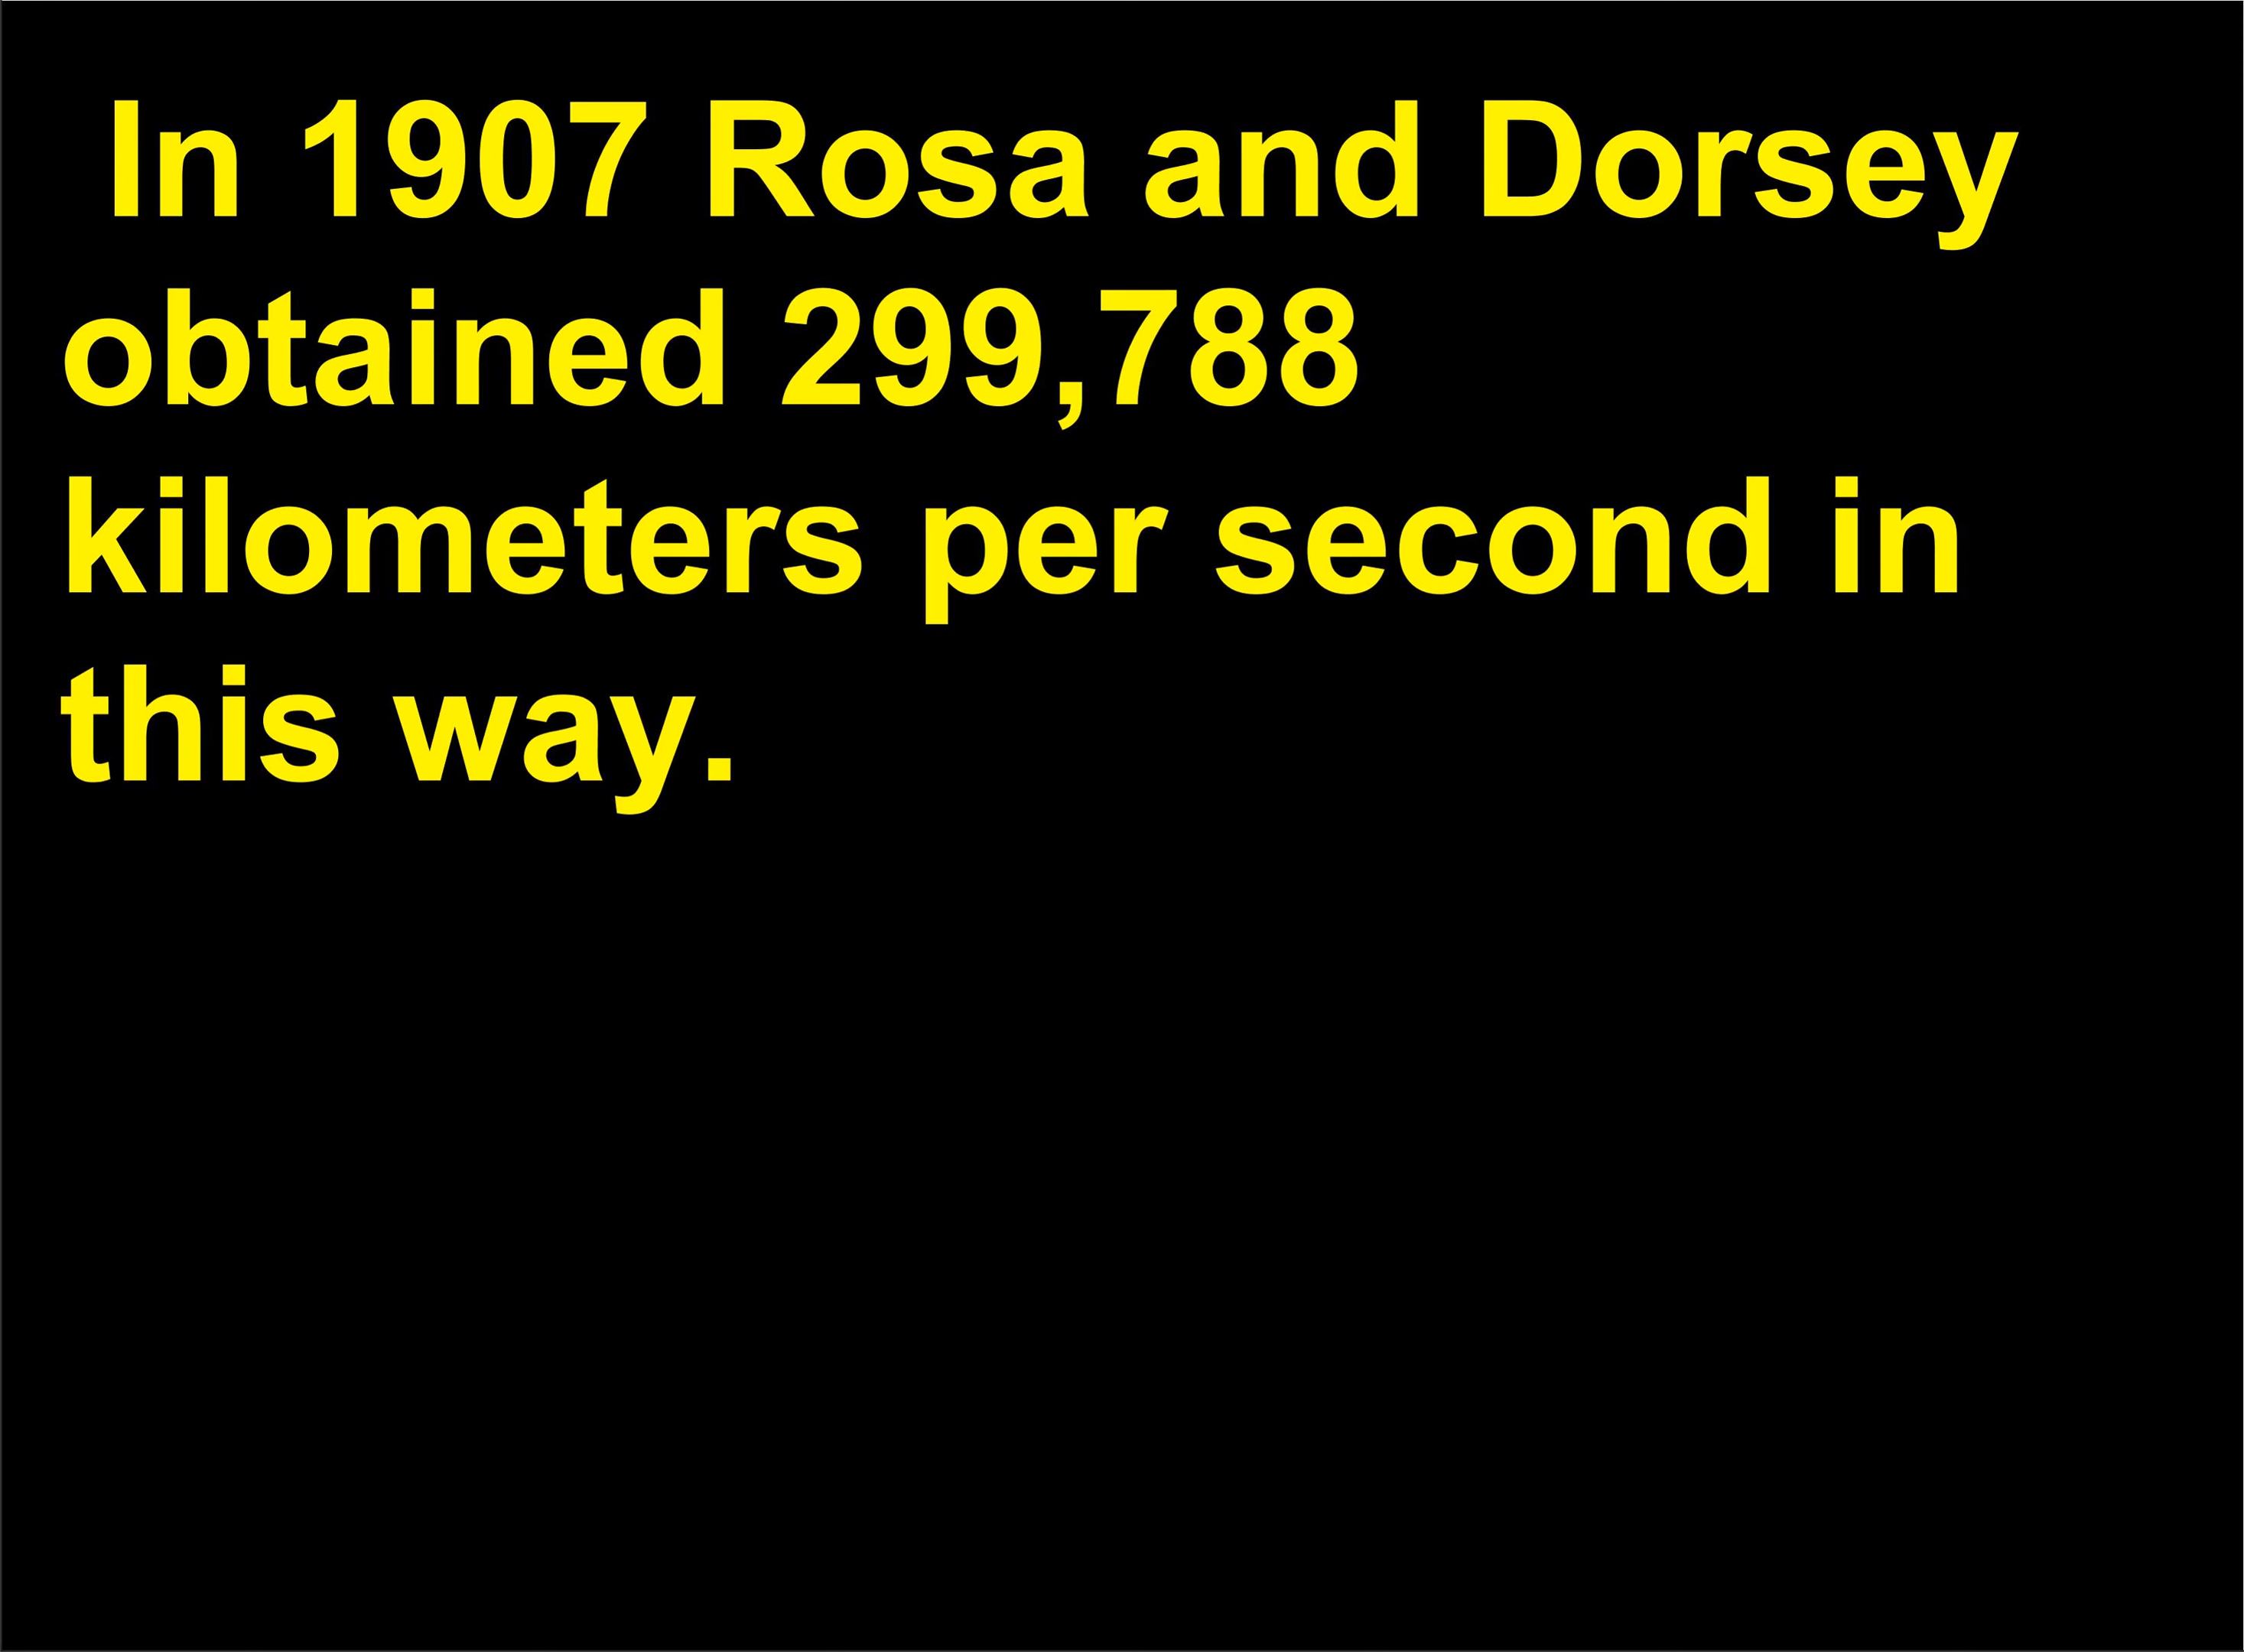 In 1907 Rosa and Dorsey
obtained 299,788
kilometers per second in
this way.